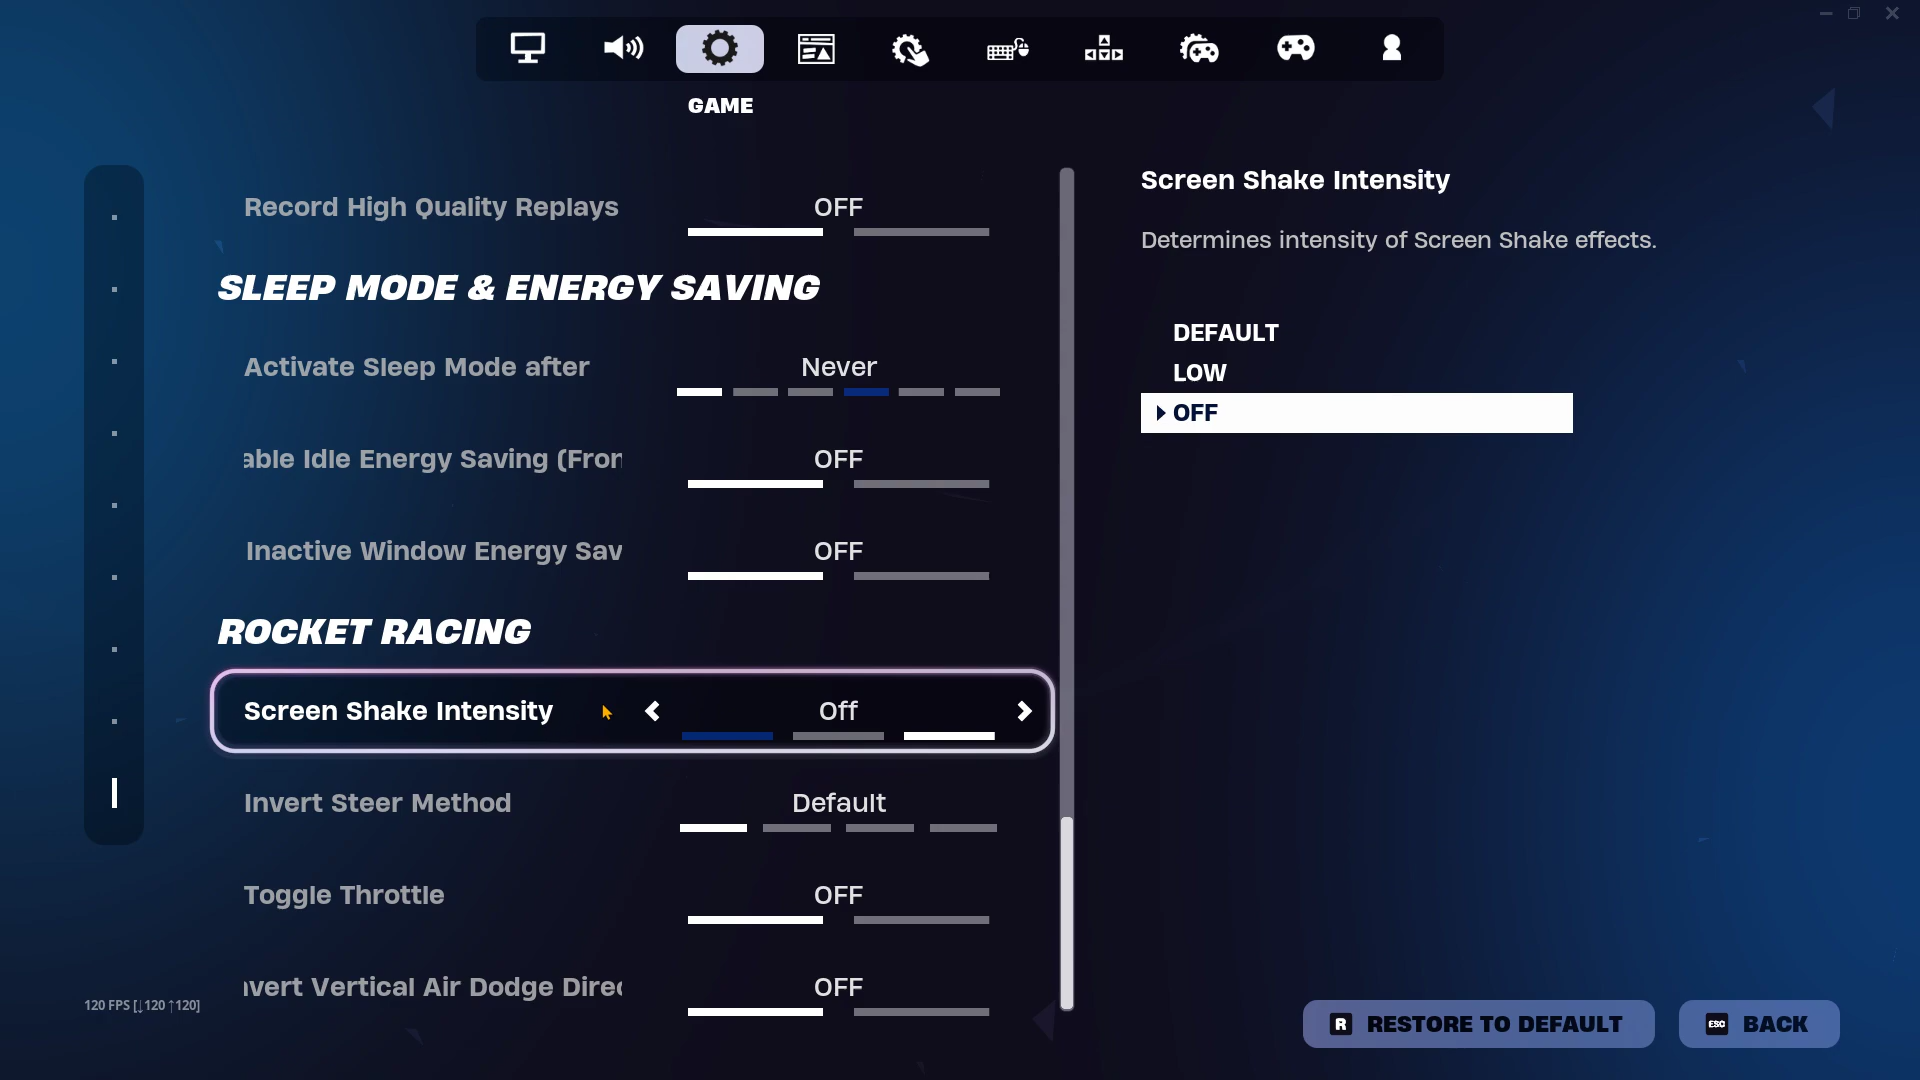 GAME
Record High Quality Replays
OFF
SLEEP MODE & ENERGY SAVING
Activate Sleep Mode after
Never
able Idle Energy Saving (Fron
OFF
Inactive Window Energy Sav
OFF
ROCKET RACING
Screen Shake Intensity
Off
Invert Steer Method
Default
Toggle Throttle
OFF
nvert Vertical Air Dodge Direc
OFF
Screen Shake Intensity
Determines intensity of Screen Shake effects.
DEFAULT
LOW
OFF
120 FPS [↓120 ↑120]
R RESTORE TO DEFAULT
ESC BACK